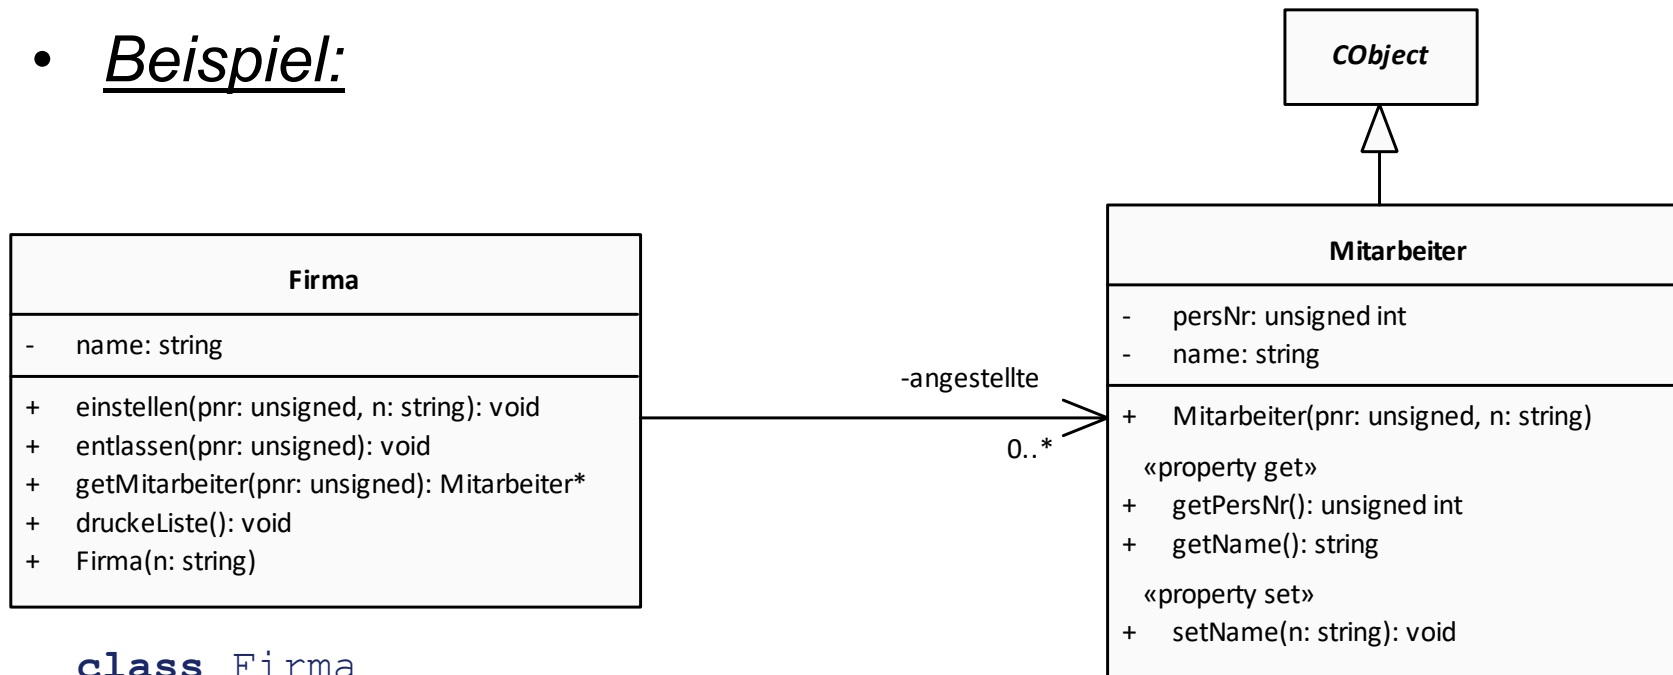 • Beispiel:
CObject
Firma
- name: string
+ einstellen(pnr: unsigned, n: string): void
+ entlassen(pnr: unsigned): void
+ getMitarbeiter(pnr: unsigned): Mitarbeiter*
+ druckeListe(): void
+ Firma(n: string)
-angestellte
0..*
Mitarbeiter
- persNr: unsigned int
- name: string
+ Mitarbeiter(pnr: unsigned, n: string)
«property get»
+ getPersNr(): unsigned int
+ getName(): string
«property set»
+ setName(n: string): void
class Firma